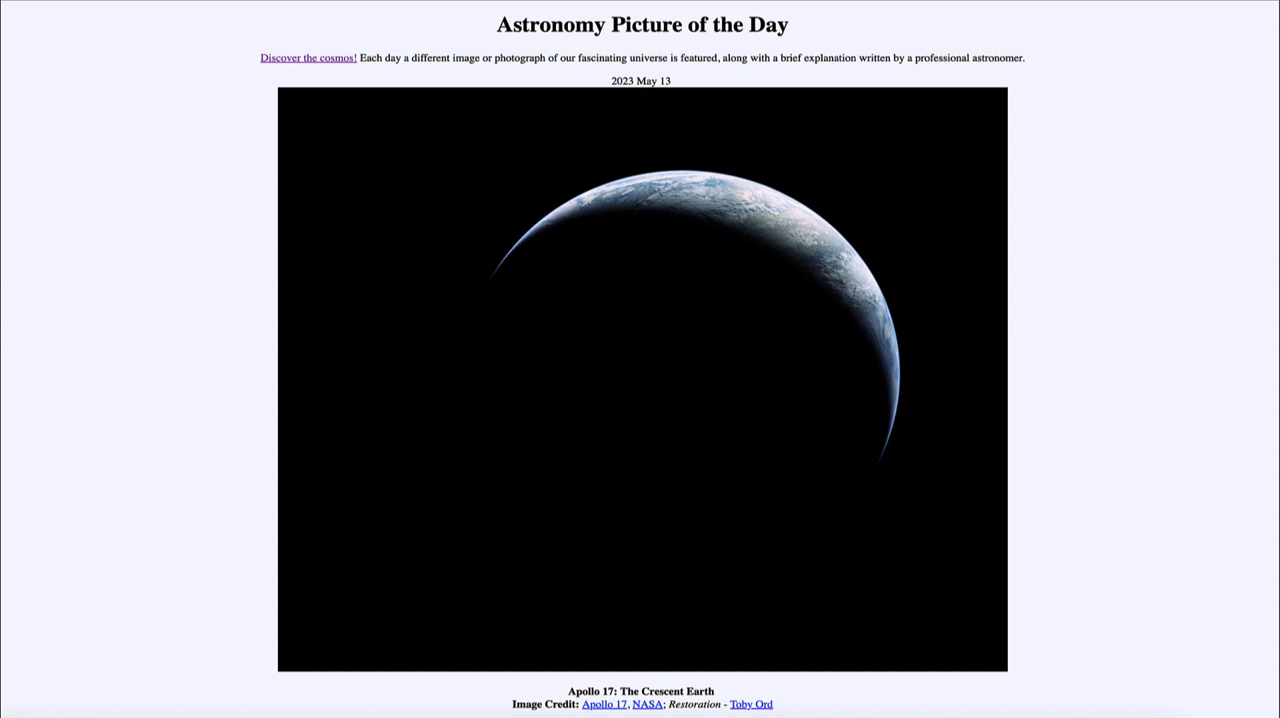 Astronomy Picture of the Day
Discover the cosmos! Each day a different image or photograph of our fascinating universe is featured, along with a brief explanation written by a professional astronomer.
2023 May 13
Apollo 17: The Crescent Earth
Image Credit: Apollo 17, NASA; Restoration - Toby Ord